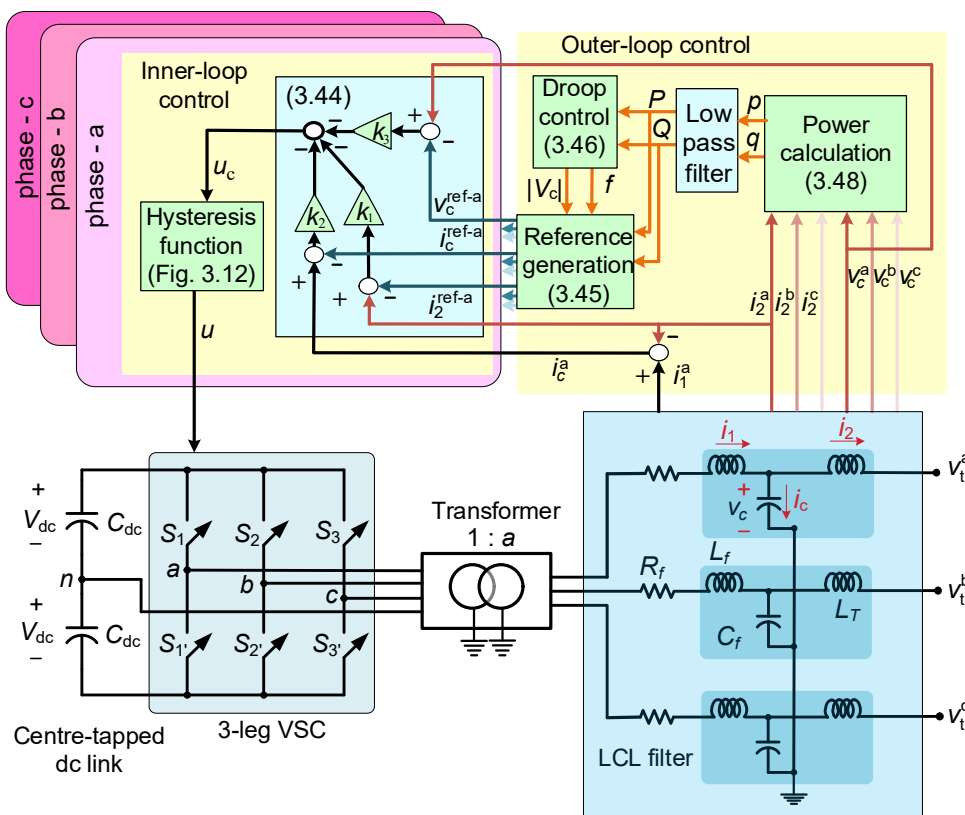 phase - c
phase - b
phase - a
Inner-loop
control
(3.44)
Outer-loop control
Droop
control
(3.46)
P
Q
Low
pass
filter
p
q
Power
calculation
(3.48)
k₃
k₂
k₁
u_c
Hysteresis
function
(Fig. 3.12)
u
|V_c|
f
v_c^ref-a
i_c^ref-a
i_2^ref-a
Reference
generation
(3.45)
i_2^a
i_2^b
i_2^c
v_c^a
v_c^b
v_c^c
i_c^a
i_1^a
+
−
V_dc
C_dc
n
+
−
V_dc
C_dc
S₁
S₂
S₃
a
b
c
S₁'
S₂'
S₃'
Centre-tapped
dc link
3-leg VSC
Transformer
1 : a
i₁
i₂
+
v_c
−
i_c
R_f
L_f
C_f
L_T
LCL filter
v_t^a
v_t^b
v_t^c